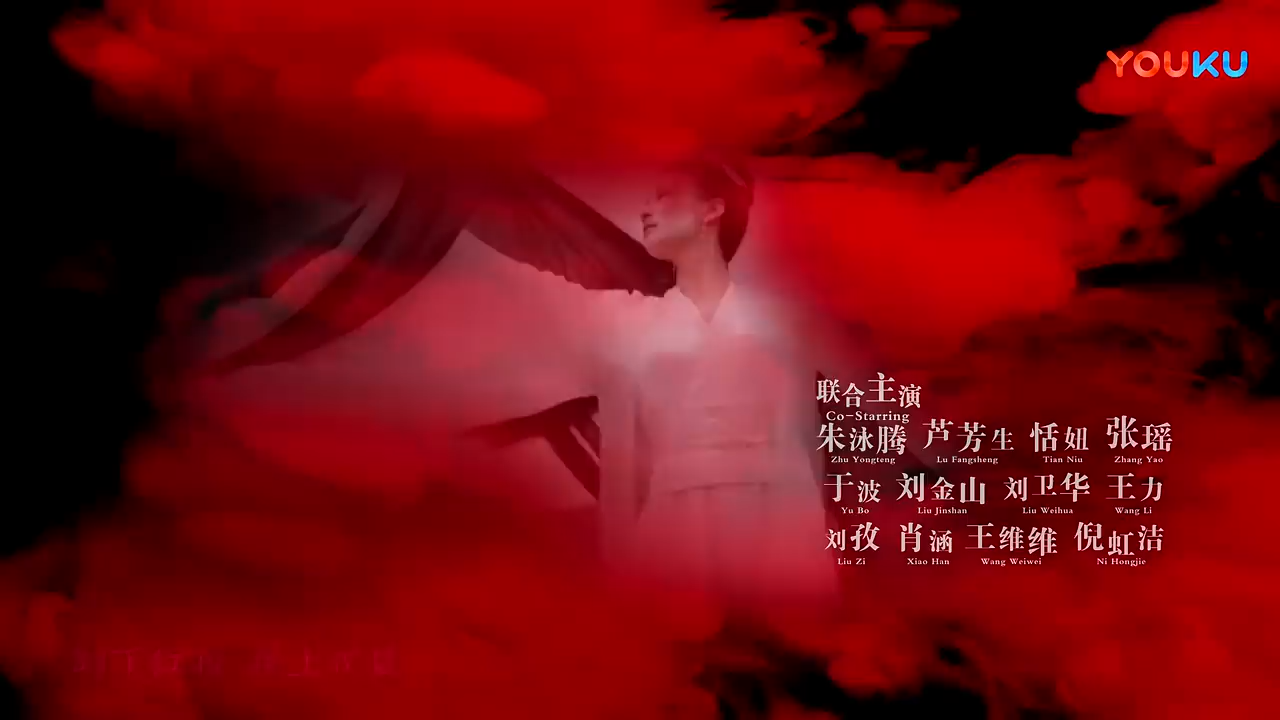 YOUKU
联合主演
Co-Starring
朱泳腾 芦芳生 恬妞 张瑶
Zhu Yongteng Lu Fangsheng Tian Niu Zhang Yao
于波 刘金山 刘卫华 王力
Yu Bo Liu Jinshan Liu Weihua Wang Li
刘孜 肖涵 王维维 倪虹洁
Liu Zi Xiao Han Wang Weiwei Ni Hongjie